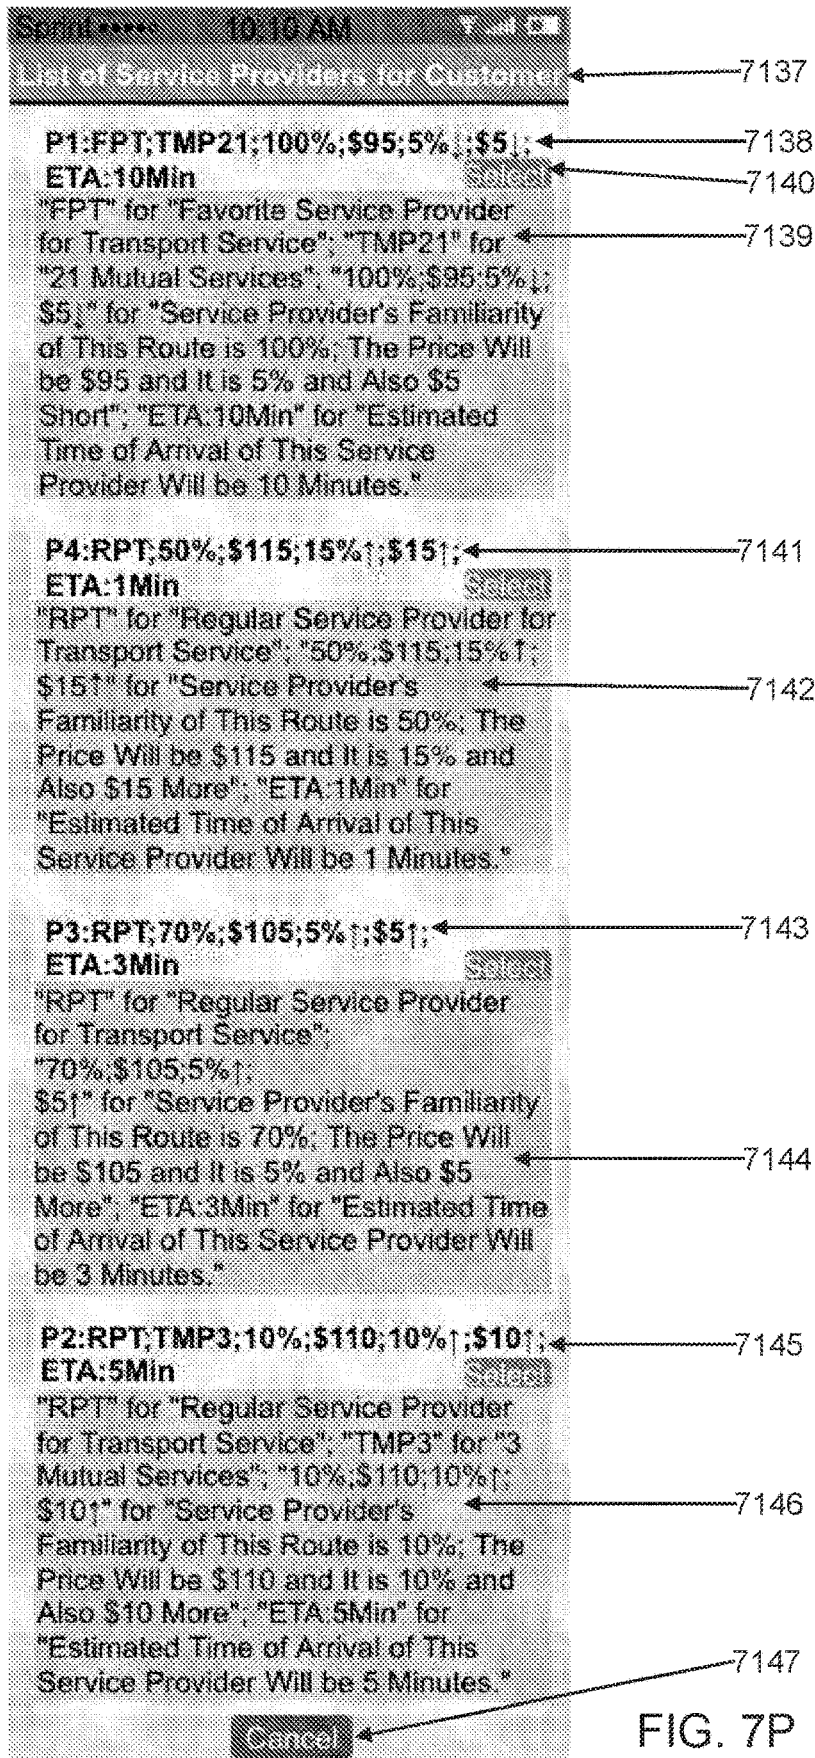 Sprint 10:10 AM
List of Service Providers for Customer
7137
P1:FPT;TMP21;100%;$95;5%↓;$5↓;
7138
ETA:10Min
Select
7140
"FPT" for "Favorite Service Provider
for Transport Service"; "TMP21" for
7139
"21 Mutual Services"; "100%;$95;5%↓;
$5↓" for "Service Provider's Familiarity
of This Route is 100%; The Price Will
be $95 and It is 5% and Also $5
Short"; "ETA:10Min" for "Estimated
Time of Arrival of This Service
Provider Will be 10 Minutes."
P4:RPT;50%;$115;15%↑;$15↑;
7141
ETA:1Min
Select
"RPT" for "Regular Service Provider for
Transport Service"; "50%;$115;15%↑;
$15↑" for "Service Provider's
7142
Familiarity of This Route is 50%; The
Price Will be $115 and It is 15% and
Also $15 More"; "ETA:1Min" for
"Estimated Time of Arrival of This
Service Provider Will be 1 Minutes."
P3:RPT;70%;$105;5%↑;$5↑;
7143
ETA:3Min
Select
"RPT" for "Regular Service Provider
for Transport Service";
"70%;$105;5%↑;
$5↑" for "Service Provider's Familiarity
of This Route is 70%; The Price Will
be $105 and It is 5% and Also $5
7144
More"; "ETA:3Min" for "Estimated Time
of Arrival of This Service Provider Will
be 3 Minutes."
P2:RPT;TMP3;10%;$110;10%↑;$10↑;
7145
ETA:5Min
Select
"RPT" for "Regular Service Provider
for Transport Service"; "TMP3" for "3
Mutual Services"; "10%;$110;10%↑;
$10↑" for "Service Provider's
7146
Familiarity of This Route is 10%; The
Price Will be $110 and It is 10% and
Also $10 More"; "ETA:5Min" for
"Estimated Time of Arrival of This
Service Provider Will be 5 Minutes."
7147
Cancel
FIG. 7P